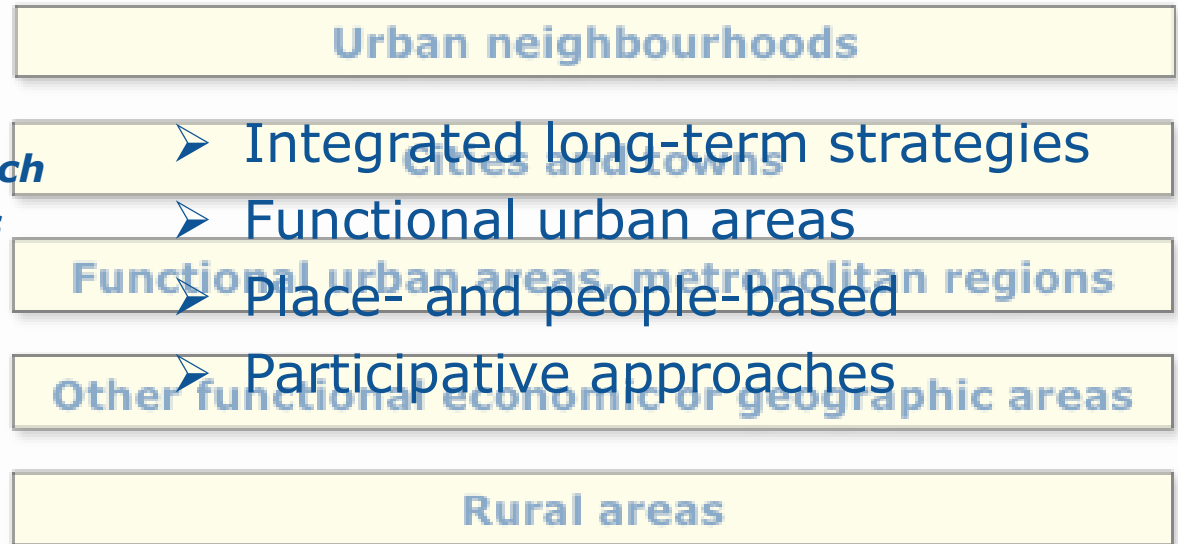 Urban neighbourhoods
Integrated long-term strategies
Cities and towns
ch
Functional urban areas
Functional urban areas, metropolitan regions
Place- and people-based
Participative approaches
Other functional economic or geographic areas
Rural areas